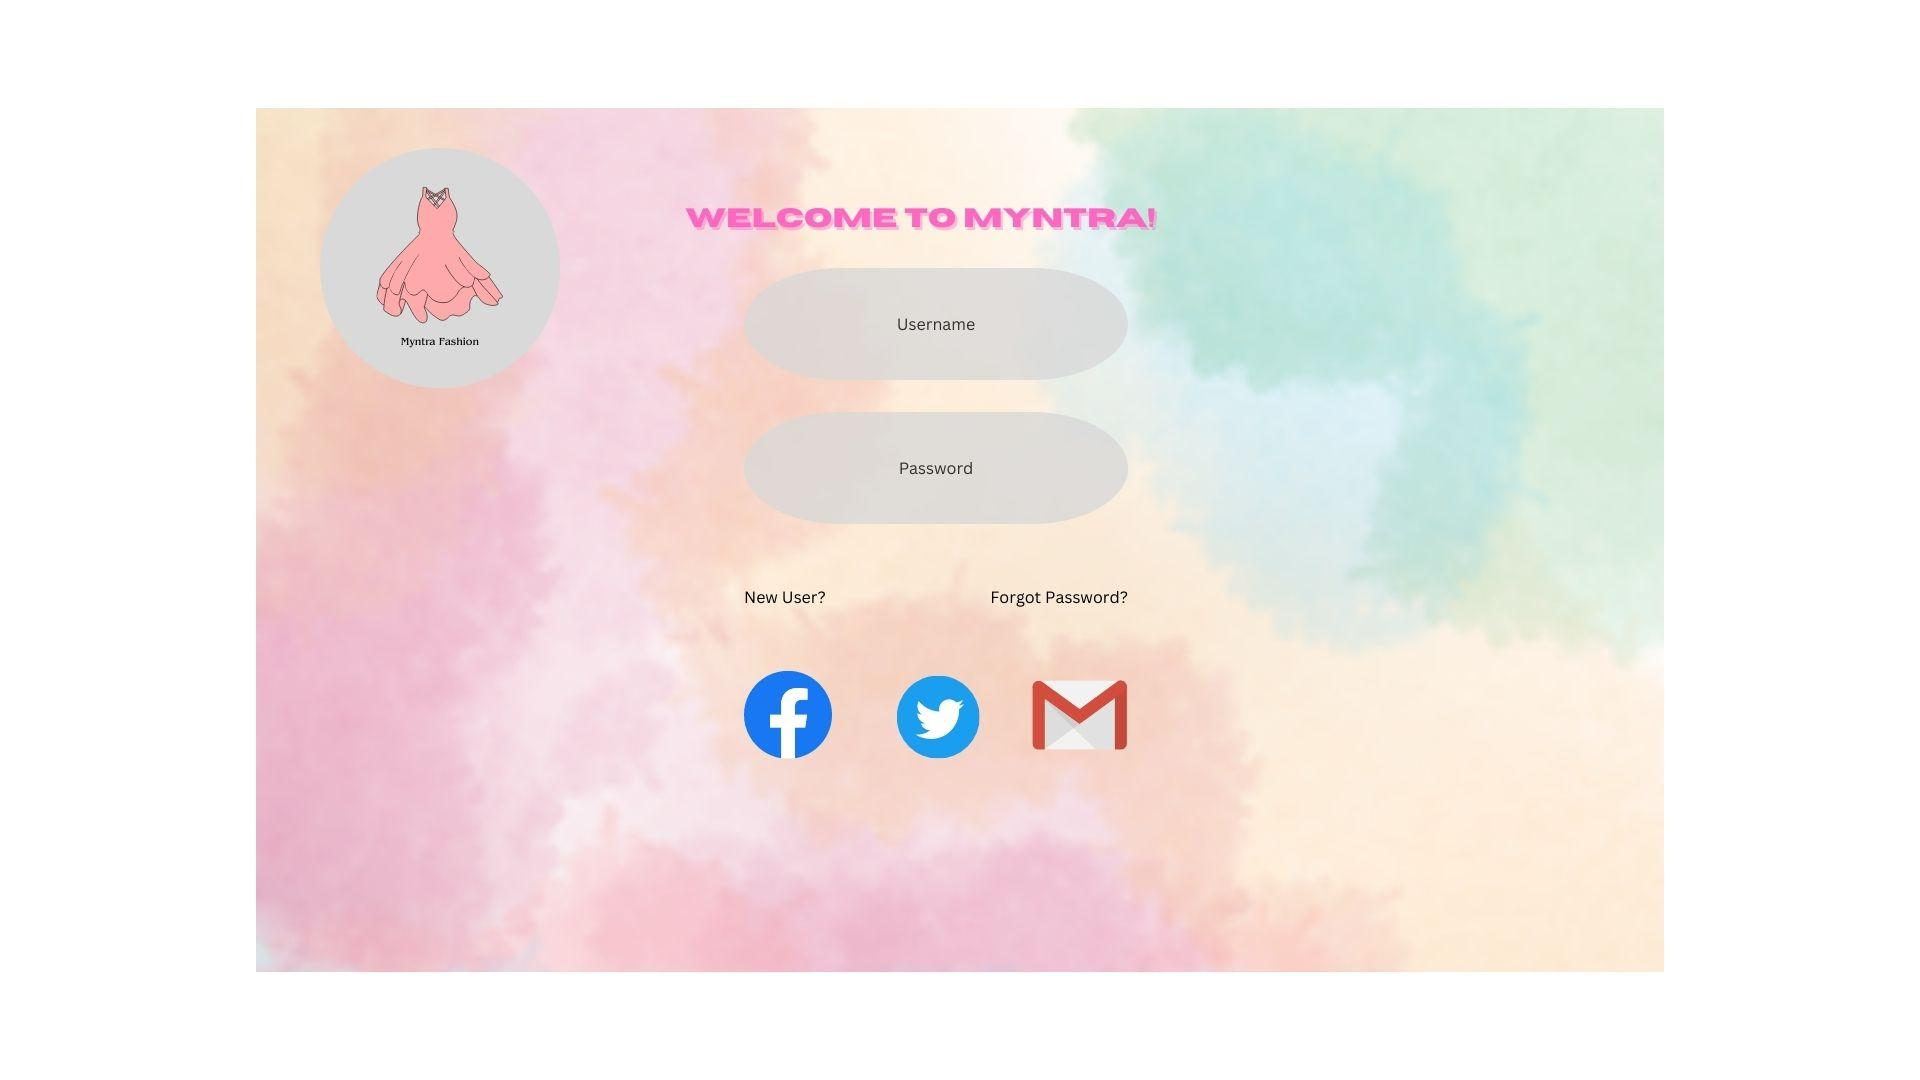 WELCOME TO MYNTRA!
Myntra Fashion
Username
Password
New User?
Forgot Password?